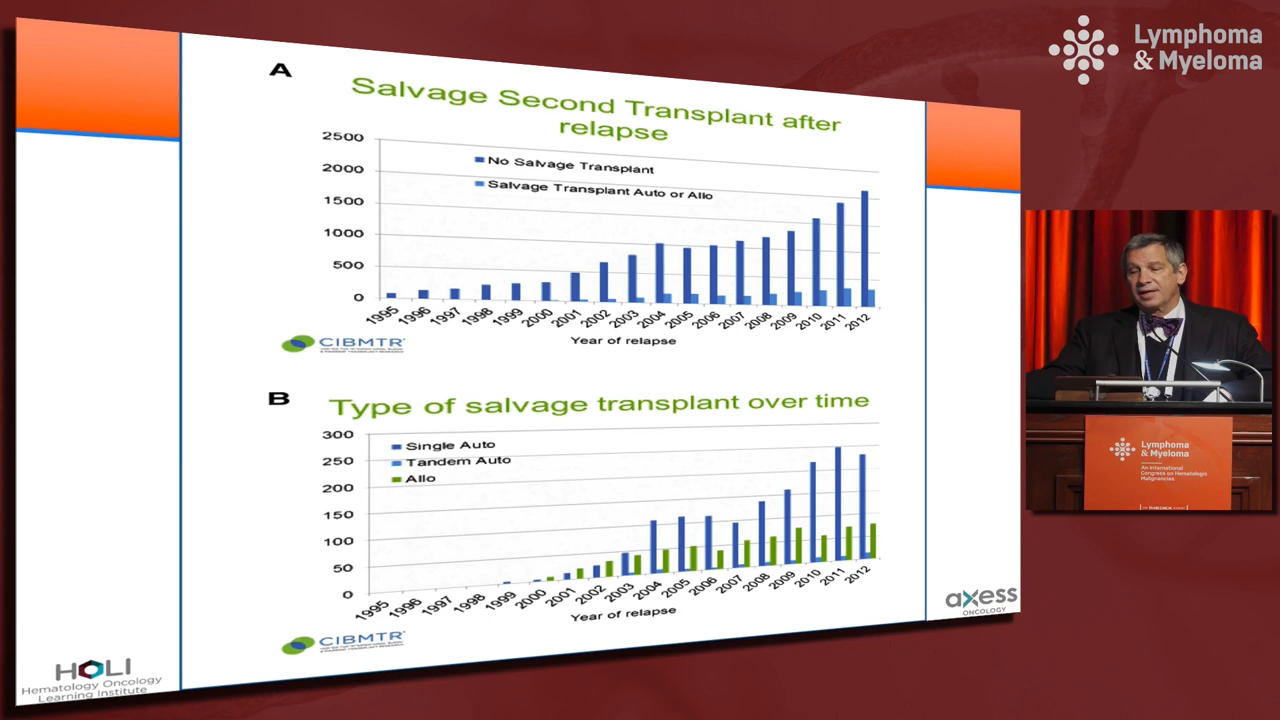 Lymphoma
& Myeloma
A
Salvage Second Transplant after
relapse
2500
2000
1500
1000
500
0
No Salvage Transplant
Salvage Transplant Auto or Allo
1995
1996
1997
1998
1999
2000
2001
2002
2003
2004
2005
2006
2007
2008
2009
2010
2011
2012
Year of relapse
CIBMTR
B
Type of salvage transplant over time
300
250
200
150
100
50
0
Single Auto
Tandem Auto
Allo
1995
1996
1997
1998
1999
2000
2001
2002
2003
2004
2005
2006
2007
2008
2009
2010
2011
2012
Year of relapse
CIBMTR
HOLI
Hematology Oncology
Learning Institute
axess
ONCOLOGY
Lymphoma
& Myeloma
An International
Congress on Hematologic
Malignancies